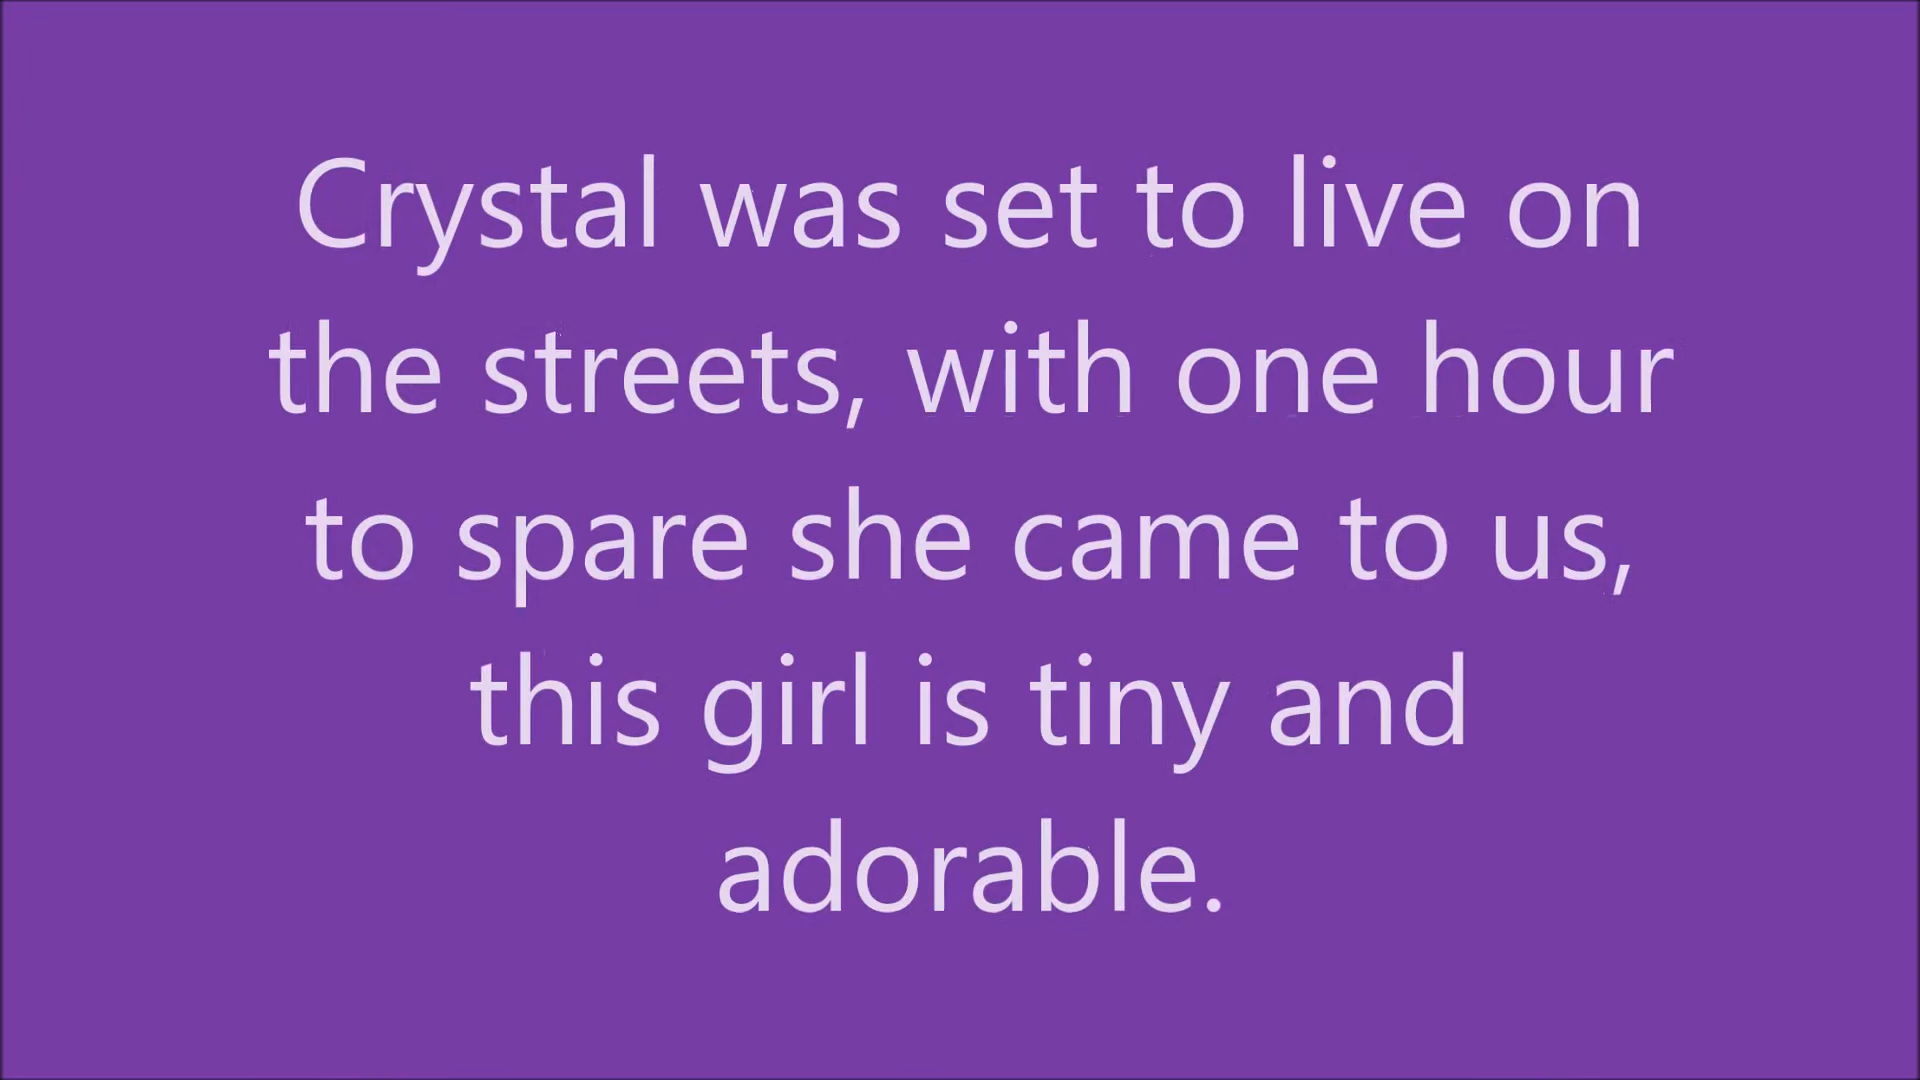 Crystal was set to live on
the streets, with one hour
to spare she came to us,
this girl is tiny and
adorable.